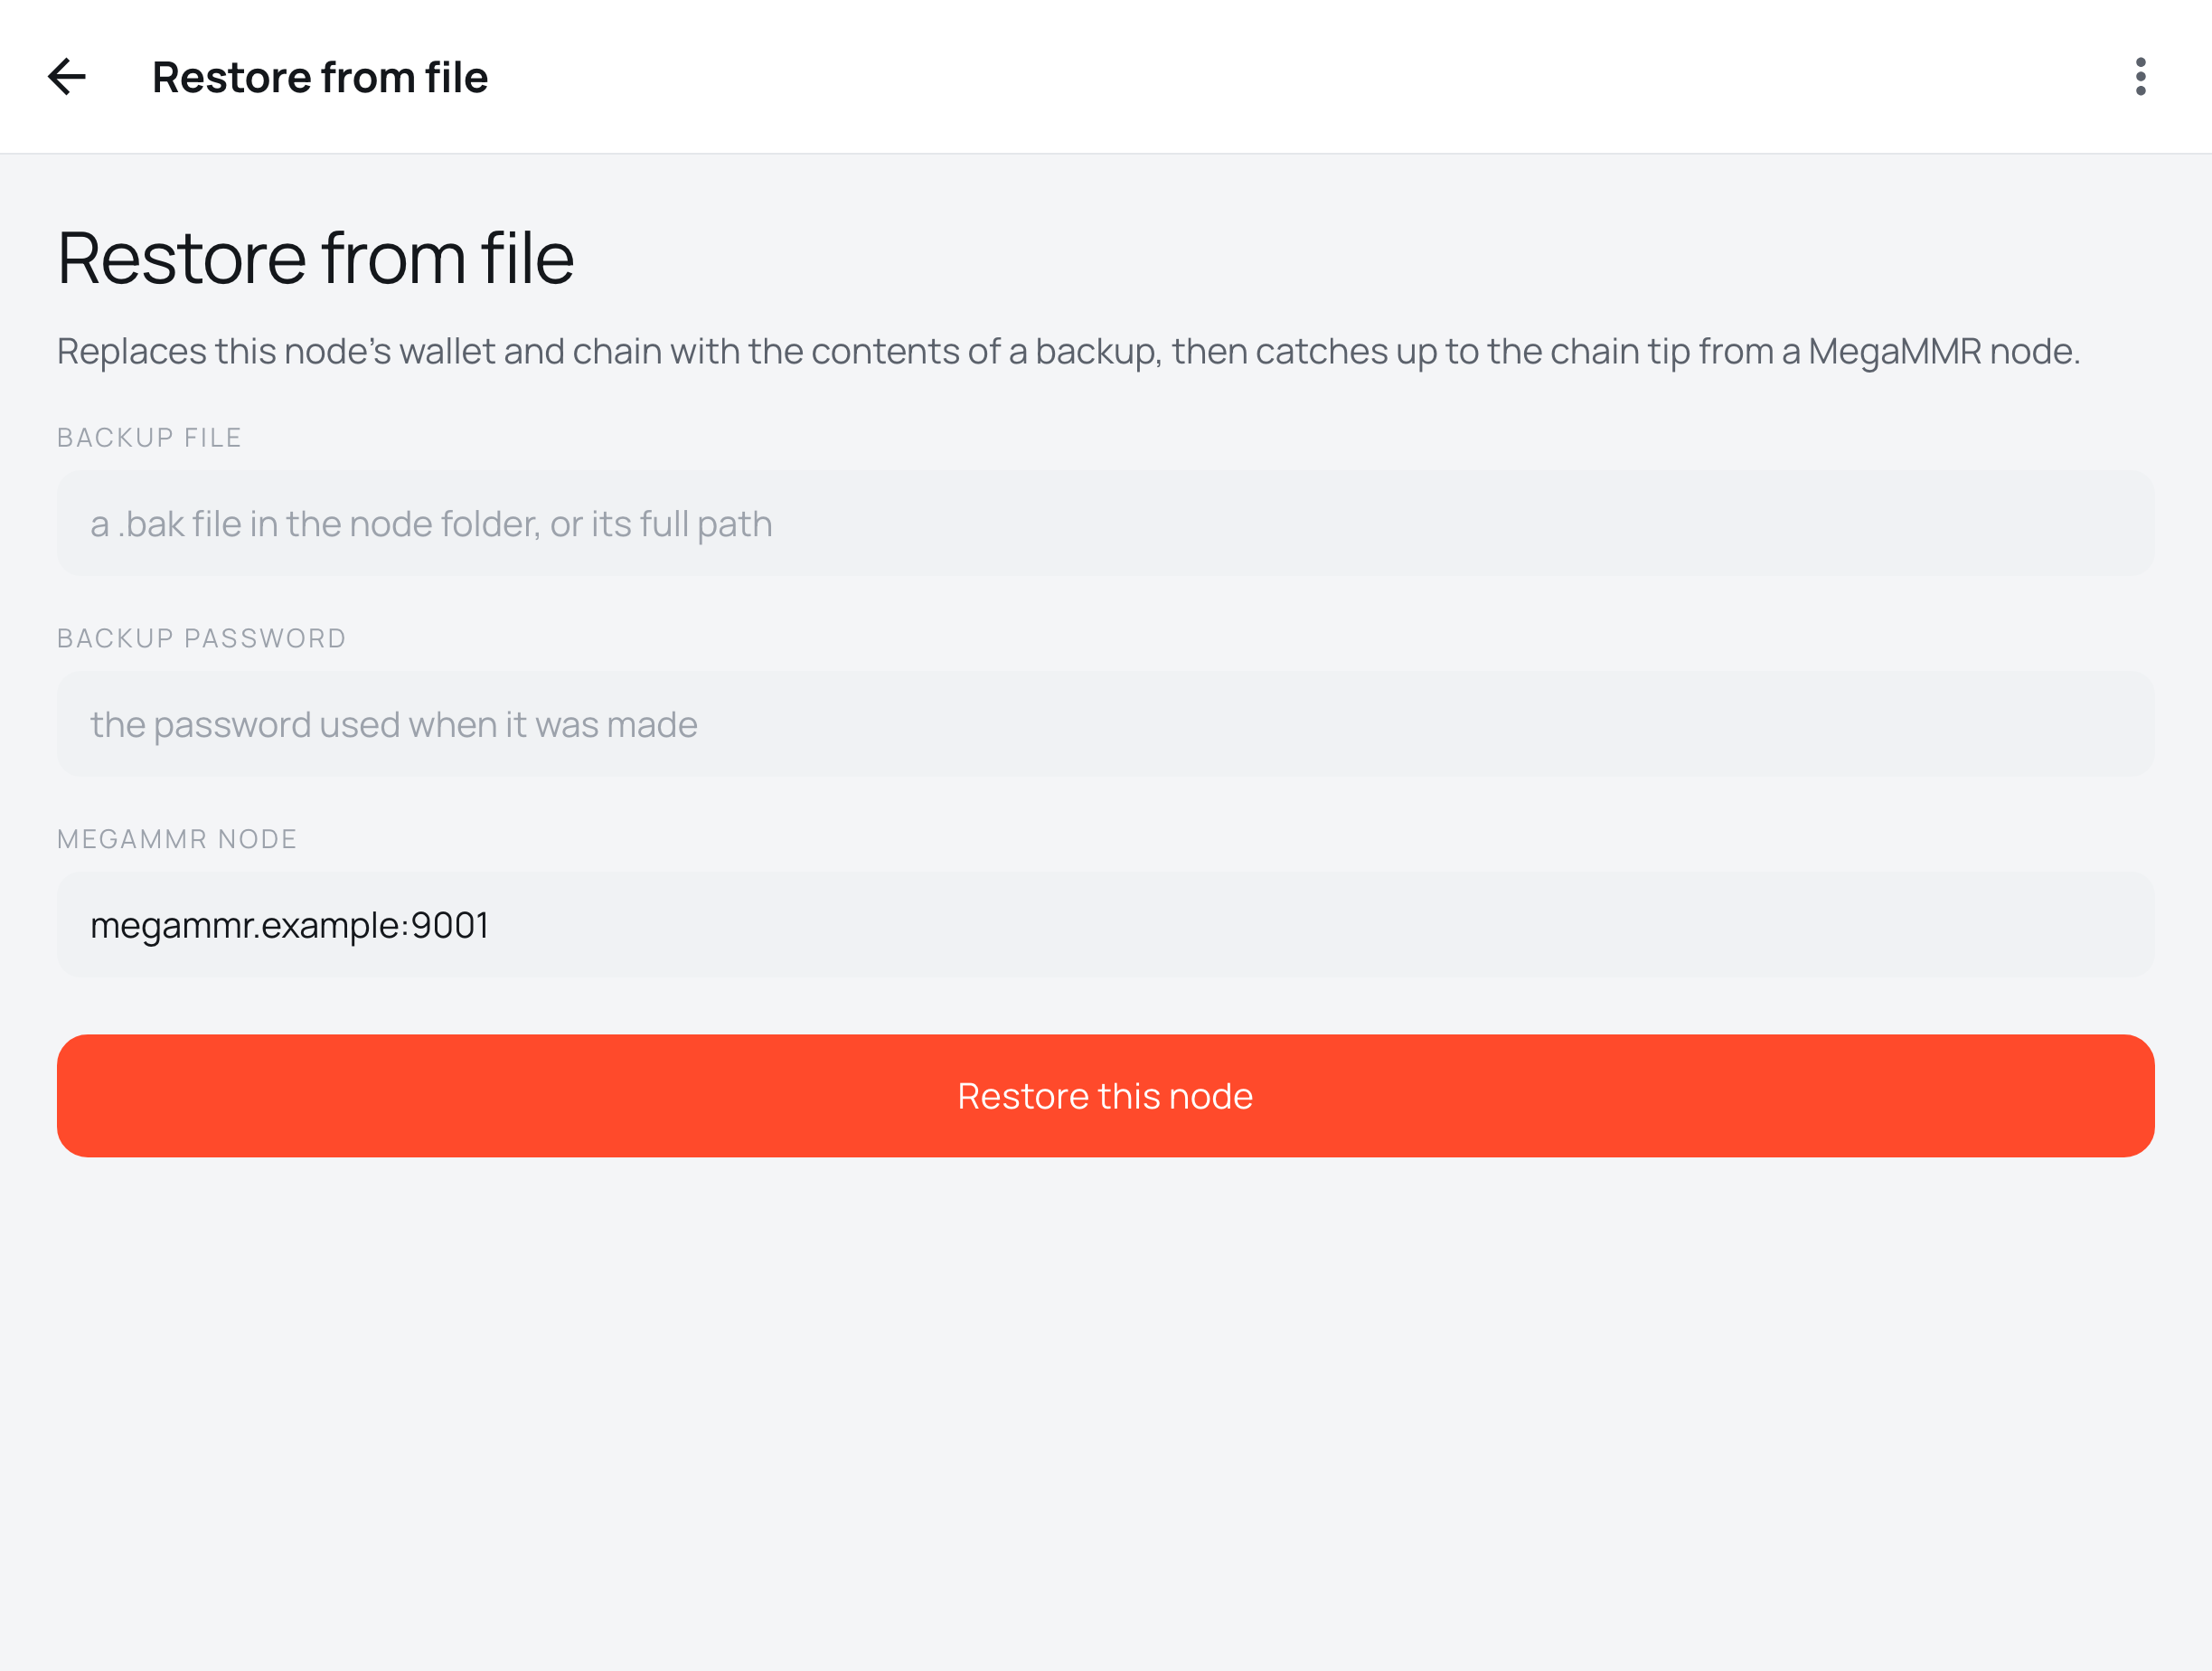 Restore from file
Restore from file
Replaces this node’s wallet and chain with the contents of a backup, then catches up to the chain tip from a MegaMMR node.
BACKUP FILE
a .bak file in the node folder, or its full path
BACKUP PASSWORD
the password used when it was made
MEGAMMR NODE
megammr.example:9001
Restore this node